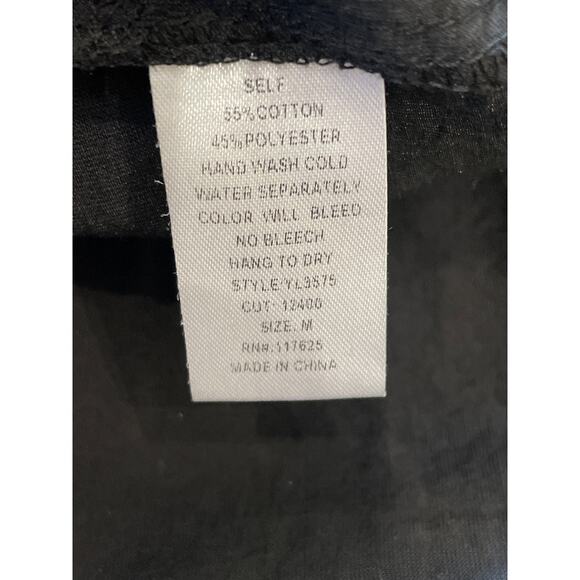 SELF
55%COTTON
45%POLYESTER
HAND WASH COLD
WATER SEPARATELY
COLOR WILL BLEED
NO BLEECH
HANG TO DRY
STYLE:YL3575
CUT: 12400
SIZE: M
RN#:117625
MADE IN CHINA